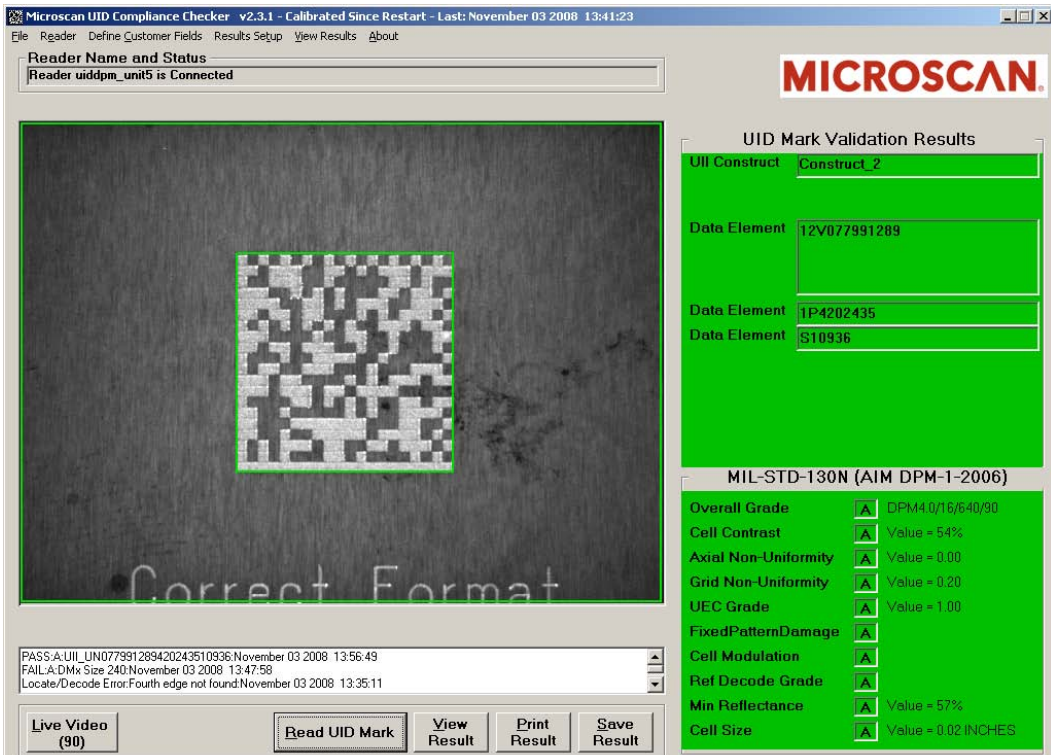 Microscan UID Compliance Checker v2.3.1 - Calibrated Since Restart - Last: November 03 2008 13:41:23
File Reader Define Customer Fields Results Setup View Results About
Reader Name and Status
Reader uiddpm_unit5 is Connected
MICROSCAN.
UID Mark Validation Results
UII Construct Construct_2
Data Element 12V077991289
Data Element 1P4202435
Data Element S10936
Correct Format
MIL-STD-130N (AIM DPM-1-2006)
Overall Grade A DPM4.0/16/640/90
Cell Contrast A Value = 54%
Axial Non-Uniformity A Value = 0.00
Grid Non-Uniformity A Value = 0.20
UEC Grade A Value = 1.00
FixedPatternDamage A
Cell Modulation A
Ref Decode Grade A
Min Reflectance A Value = 57%
Cell Size A Value = 0.02 INCHES
PASS:A:UII_UN077991289420243510936:November 03 2008 13:56:49
FAIL:A:DMx Size 240:November 03 2008 13:47:58
Locate/Decode Error:Fourth edge not found:November 03 2008 13:35:11
Live Video
(90)
Read UID Mark
View
Result
Print
Result
Save
Result